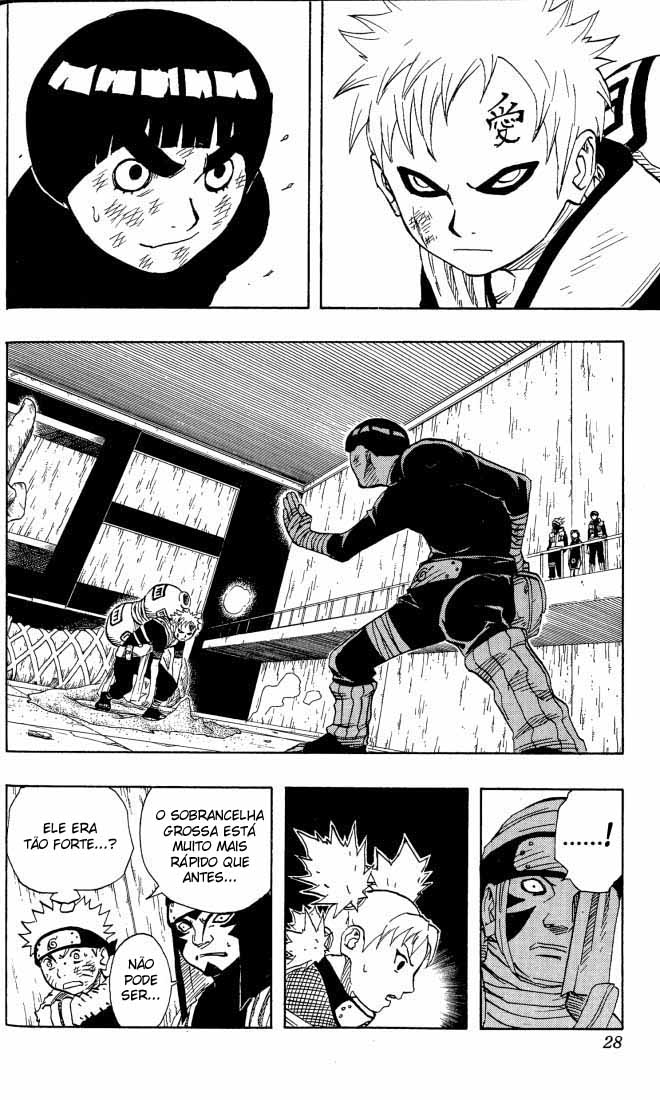 愛
.......!
O SOBRANCELHA
GROSSA ESTÁ
MUITO MAIS
RÁPIDO QUE
ANTES...
ELE ERA
TÃO FORTE...?
NÃO
PODE
SER...
28